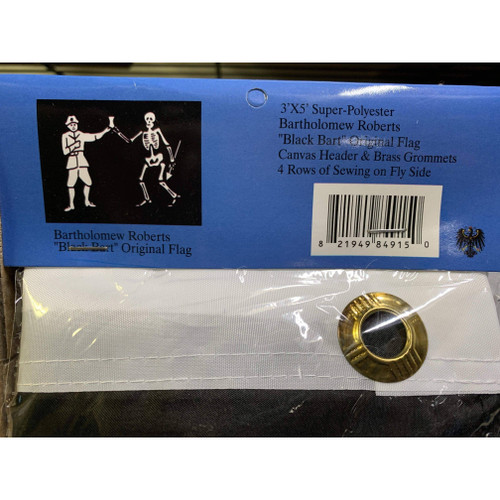 3'X5' Super-Polyester
Bartholomew Roberts
"Black Bart" Original Flag
Canvas Header & Brass Grommets
4 Rows of Sewing on Fly Side
Bartholomew Roberts
"Black Bart" Original Flag
8 21949 84915 0